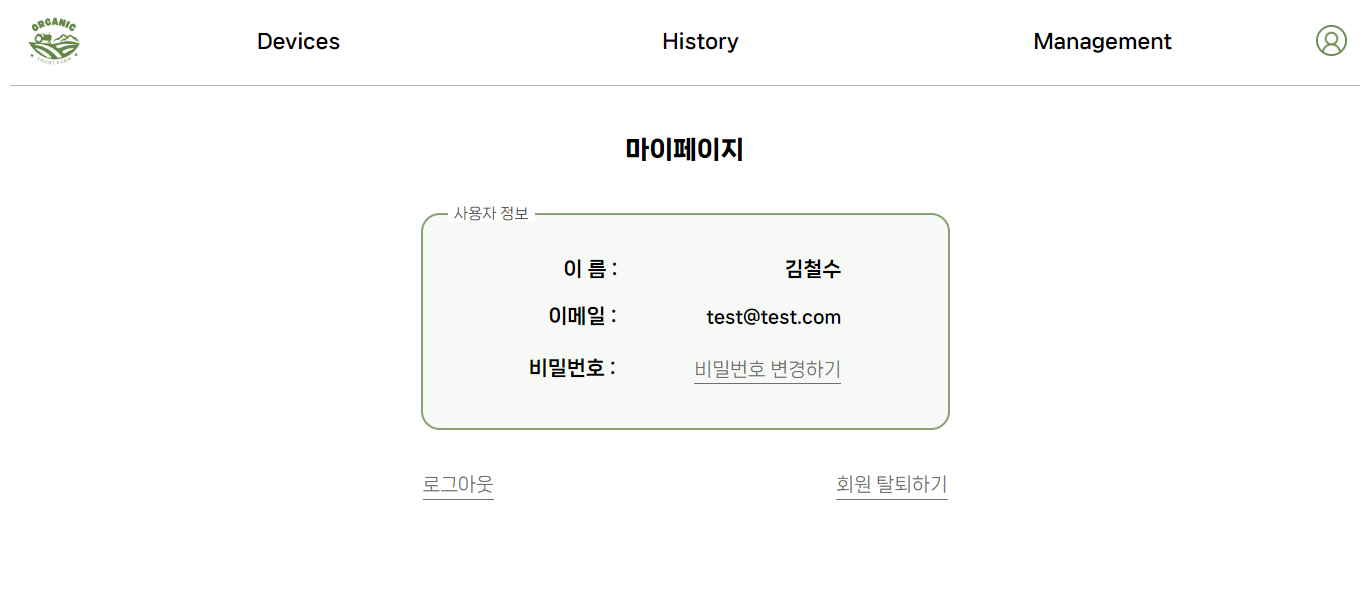 ORGANIC
SMART FARM
Devices
History
Management
마이페이지
사용자 정보
이 름 : 김철수
이메일 : test@test.com
비밀번호 : 비밀번호 변경하기
로그아웃 회원 탈퇴하기